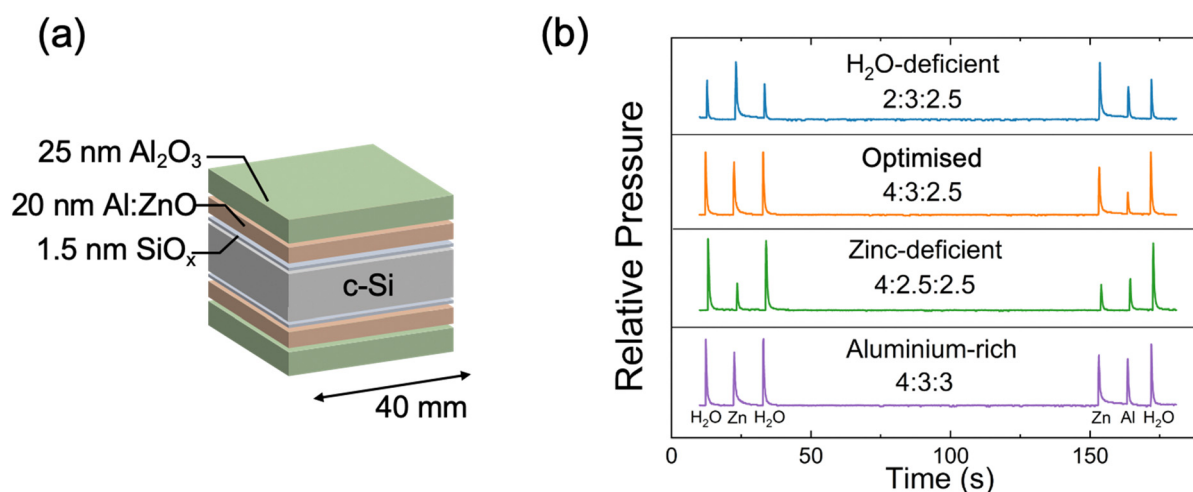 (a)
25 nm Al₂O₃
20 nm Al:ZnO
1.5 nm SiOₓ
c-Si
40 mm
(b)
Relative Pressure
H₂O-deficient
2:3:2.5
Optimised
4:3:2.5
Zinc-deficient
4:2.5:2.5
Aluminium-rich
4:3:3
H₂O Zn H₂O Zn Al H₂O
0 50 100 150
Time (s)